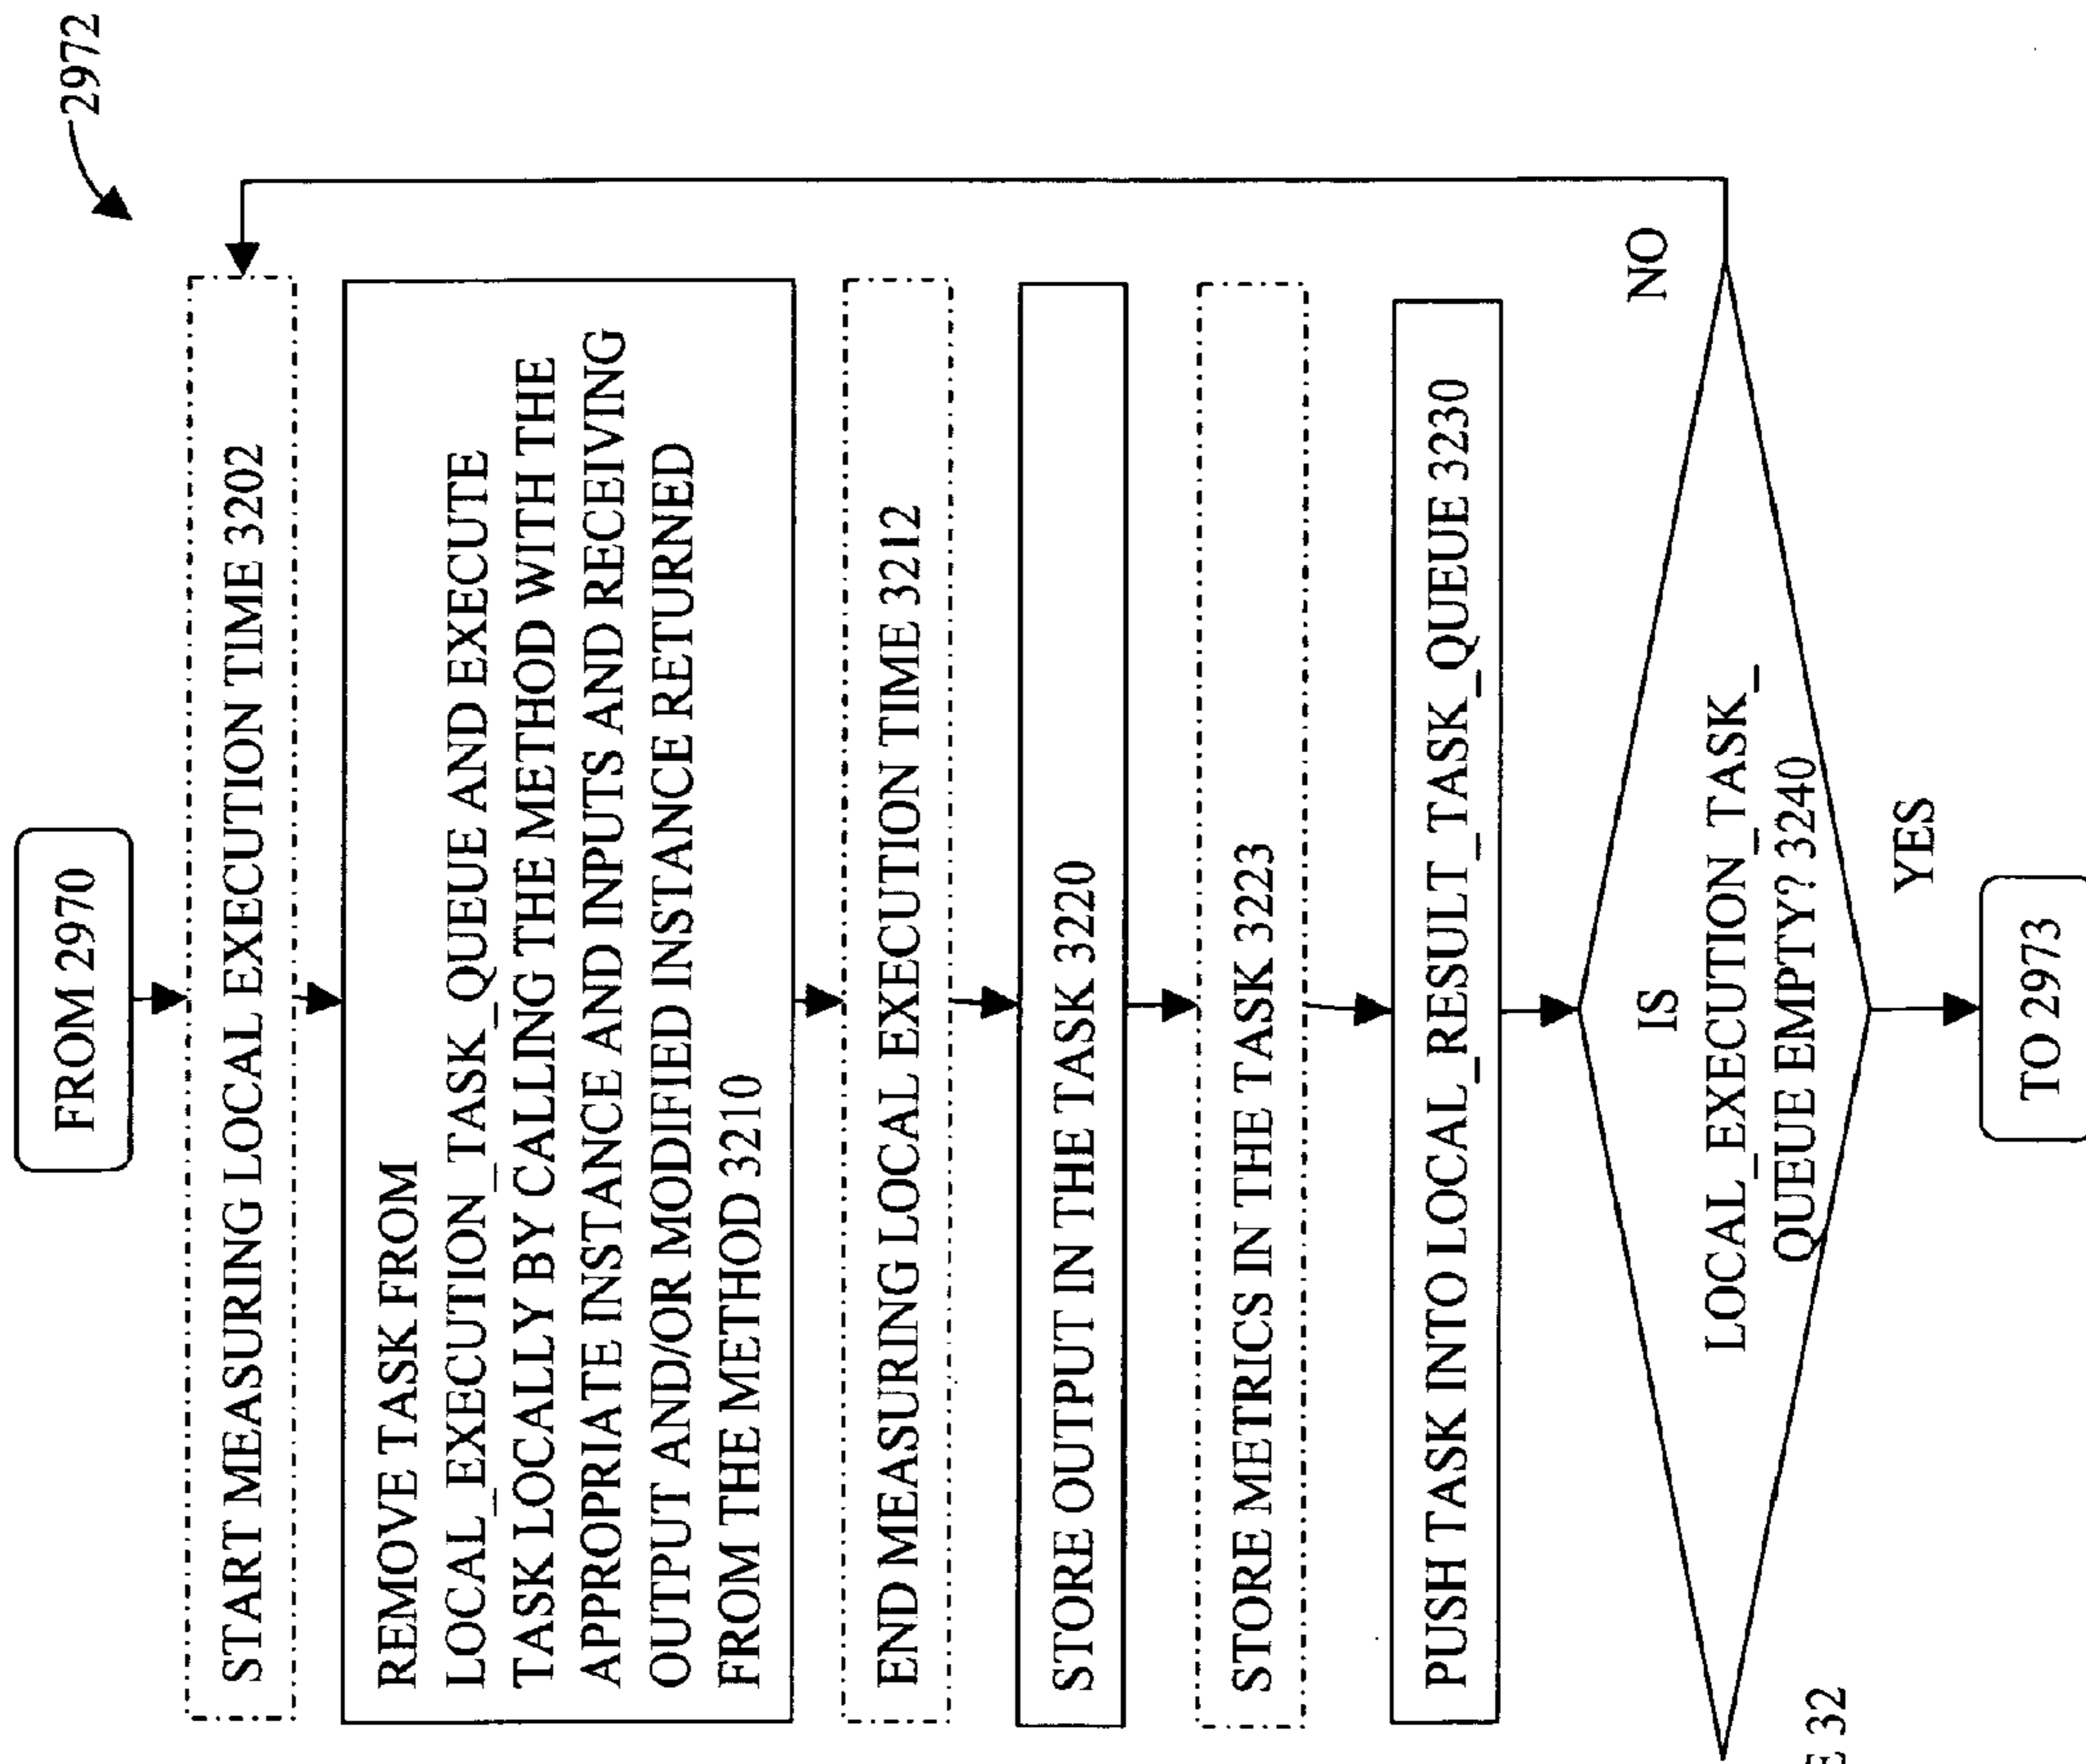 2972
FROM 2970
START MEASURING LOCAL EXECUTION TIME 3202
REMOVE TASK FROM
LOCAL_EXECUTION_TASK_QUEUE AND EXECUTE
TASK LOCALLY BY CALLING THE METHOD WITH THE
APPROPRIATE INSTANCE AND INPUTS AND RECEIVING
OUTPUT AND/OR MODIFIED INSTANCE RETURNED
FROM THE METHOD 3210
END MEASURING LOCAL EXECUTION TIME 3212
STORE OUTPUT IN THE TASK 3220
STORE METRICS IN THE TASK 3223
PUSH TASK INTO LOCAL_RESULT_TASK_QUEUE 3230
NO
IS
LOCAL_EXECUTION_TASK_
QUEUE EMPTY? 3240
YES
TO 2973
32